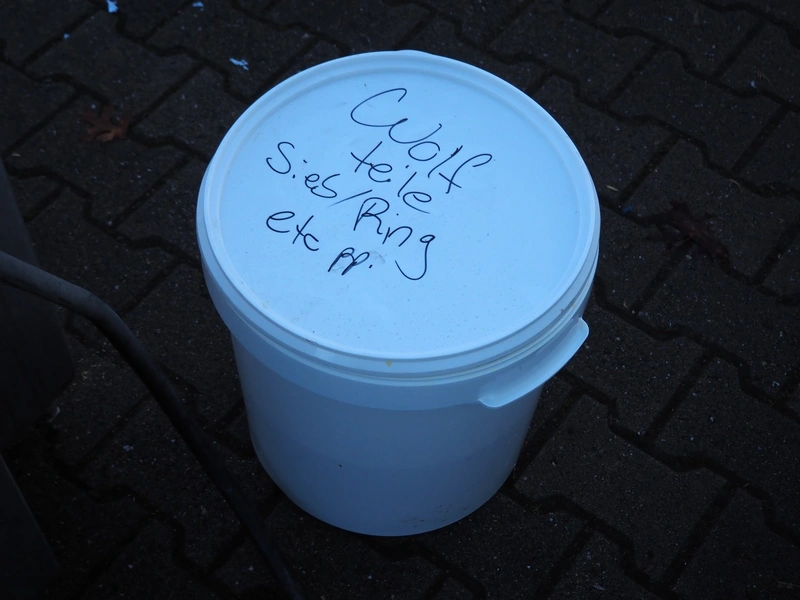 Wolf
teile
Sieb/Ring
etc pp.